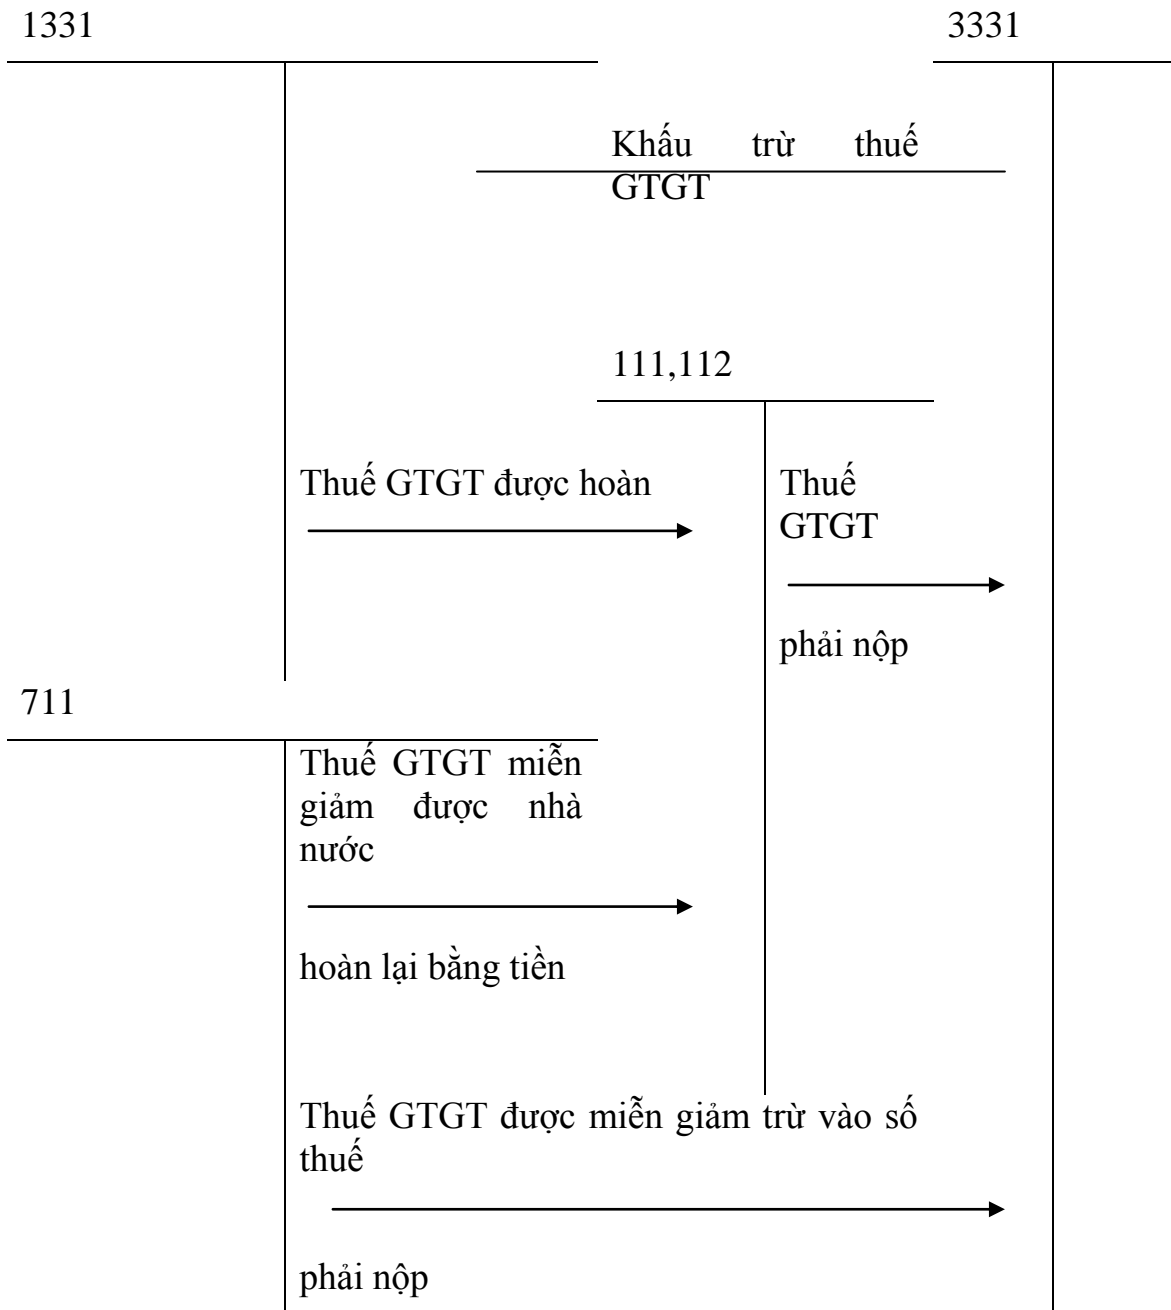 1331
3331
Khấu trừ thuế
GTGT
111,112
Thuế GTGT được hoàn
Thuế
GTGT
phải nộp
711
Thuế GTGT miễn
giảm được nhà
nước
hoàn lại bằng tiền
Thuế GTGT được miễn giảm trừ vào số
thuế
phải nộp